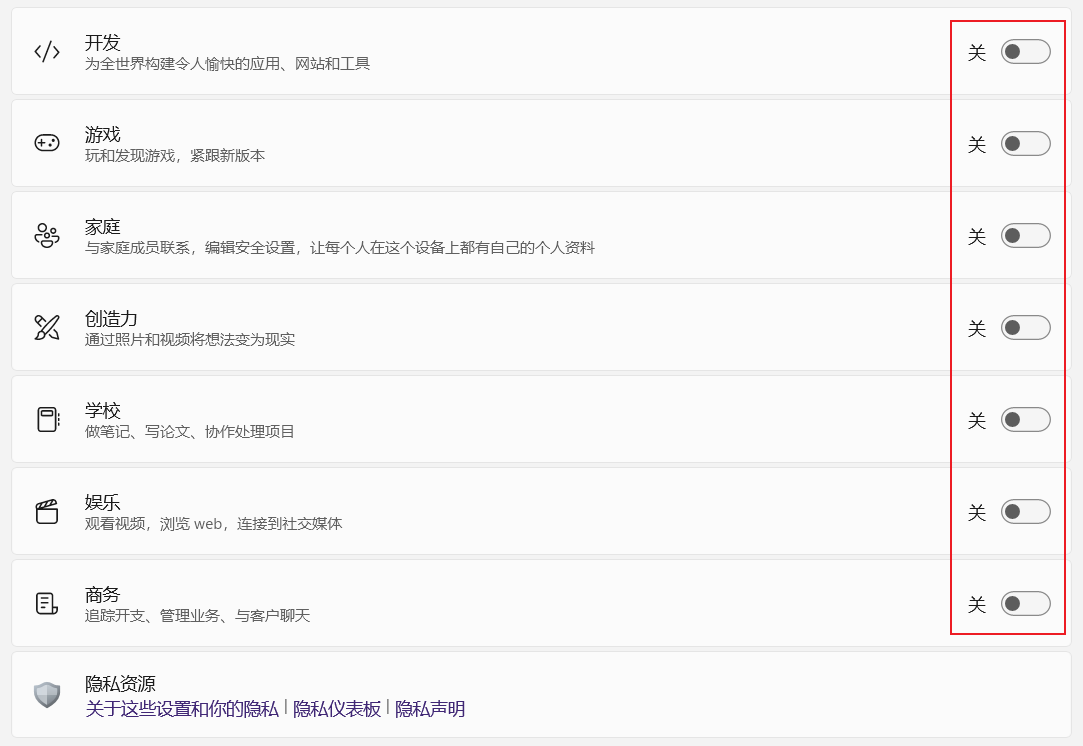 开发
关
为全世界构建令人愉快的应用、网站和工具
游戏
关
玩和发现游戏，紧跟新版本
家庭
关
与家庭成员联系，编辑安全设置，让每个人在这个设备上都有自己的个人资料
创造力
关
通过照片和视频将想法变为现实
学校
关
做笔记、写论文、协作处理项目
娱乐
关
观看视频，浏览 web，连接到社交媒体
商务
关
追踪开支、管理业务、与客户聊天
隐私资源
关于这些设置和你的隐私 | 隐私仪表板 | 隐私声明